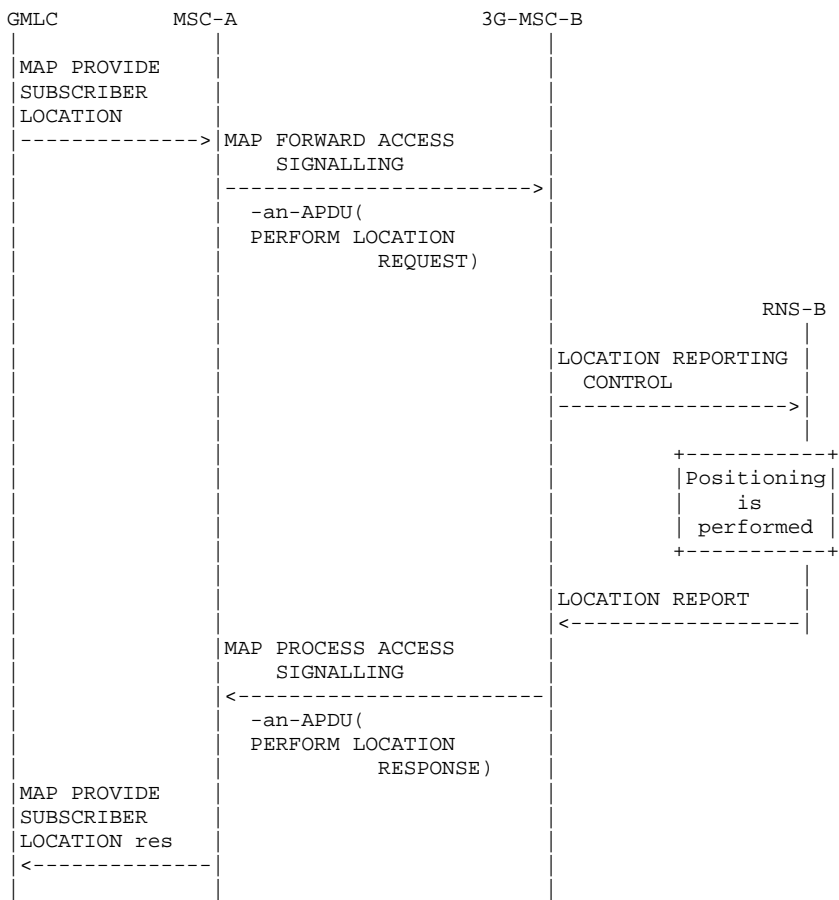 GMLC MSC-A 3G-MSC-B
MAP PROVIDE
SUBSCRIBER
LOCATION
MAP FORWARD ACCESS
SIGNALLING
-an-APDU(
PERFORM LOCATION
REQUEST)
RNS-B
LOCATION REPORTING
CONTROL
Positioning
is
performed
LOCATION REPORT
MAP PROCESS ACCESS
SIGNALLING
-an-APDU(
PERFORM LOCATION
RESPONSE)
MAP PROVIDE
SUBSCRIBER
LOCATION res